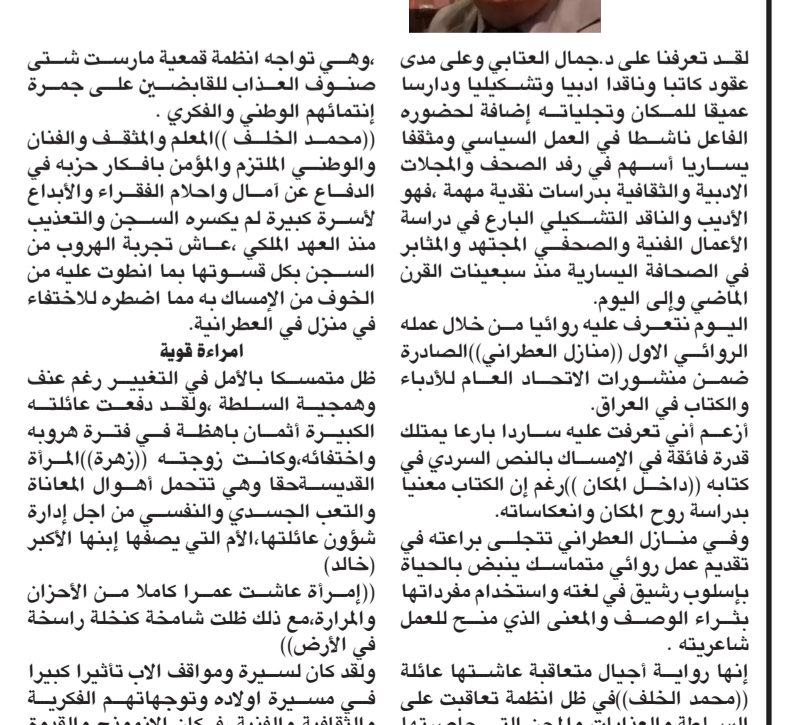 لقد تعرفنا على د.جمال العتابي وعلى مدى
عقود كاتبا وناقدا ادبيا وتشكيليا ودارسا
عميقا للمكان وتجلياته إضافة لحضوره
الفاعل ناشطا في العمل السياسي ومثقفا
يساريا أسهم في رفد الصحف والمجلات
الادبية والثقافية بدراسات نقدية مهمة ،فهو
الأديب والناقد التشكيلي البارع في دراسة
الأعمال الفنية والصحفي المجتهد والمثابر
في الصحافة اليسارية منذ سبعينات القرن
الماضي وإلى اليوم.
اليوم نتعرف عليه روائيا من خلال عمله
الروائي الاول ((منازل العطراني))الصادرة
ضمن منشورات الاتحاد العام للأدباء
والكتاب في العراق.
أزعم أني تعرفت عليه ساردا بارعا يمتلك
قدرة فائقة في الإمساك بالنص السردي في
كتابه ((داخل المكان ))رغم إن الكتاب معنيا
بدراسة روح المكان وانعكاساته.
وفي منازل العطراني تتجلى براعته في
تقديم عمل روائي متماسك ينبض بالحياة
بإسلوب رشيق في لغته واستخدام مفرداتها
بثراء الوصف والمعنى الذي منح للعمل
شاعريته .
إنها رواية أجيال متعاقبة عاشتها عائلة
((محمد الخلف))في ظل انظمة تعاقبت على
،وهي تواجه انظمة قمعية مارست شتى
صنوف العذاب للقابضين على جمرة
إنتمائهم الوطني والفكري .
((محمد الخلف ))المعلم والمثقف والفنان
والوطني الملتزم والمؤمن بافكار حزبه في
الدفاع عن آمال واحلام الفقراء والأبداع
لأسرة كبيرة لم يكسره السجن والتعذيب
منذ العهد الملكي ،عاش تجربة الهروب من
السجن بكل قسوتها بما انطوت عليه من
الخوف من الإمساك به مما اضطره للاختفاء
في منزل في العطرانية.
امراءة قوية
ظل متمسكا بالأمل في التغيير رغم عنف
وهمجية السلطة ،ولقد دفعت عائلته
الكبيرة أثمان باهظة في فترة هروبه
واختفائه،وكانت زوجته ((زهرة))المرأة
القديسةحقا وهي تتحمل أهوال المعاناة
والتعب الجسدي والنفسي من اجل إدارة
شؤون عائلتها،الأم التي يصفها إبنها الأكبر
(خالد)
((إمرأة عاشت عمرا كاملا من الأحزان
والمرارة،مع ذلك ظلت شامخة كنخلة راسخة
في الأرض))
ولقد كان لسيرة ومواقف الاب تأثيرا كبيرا
في مسيرة اولاده وتوجهاتهم الفكرية